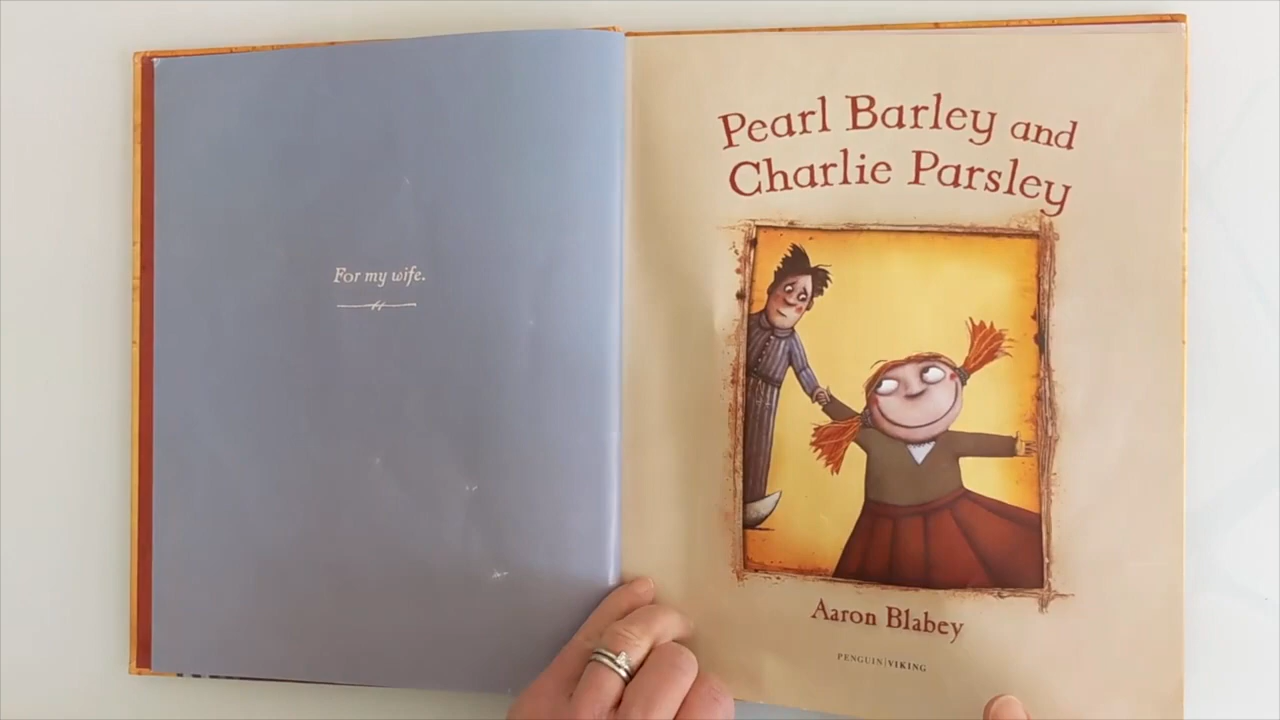 For my wife.
Pearl Barley and
Charlie Parsley
Aaron Blabey
PENGUIN|VIKING